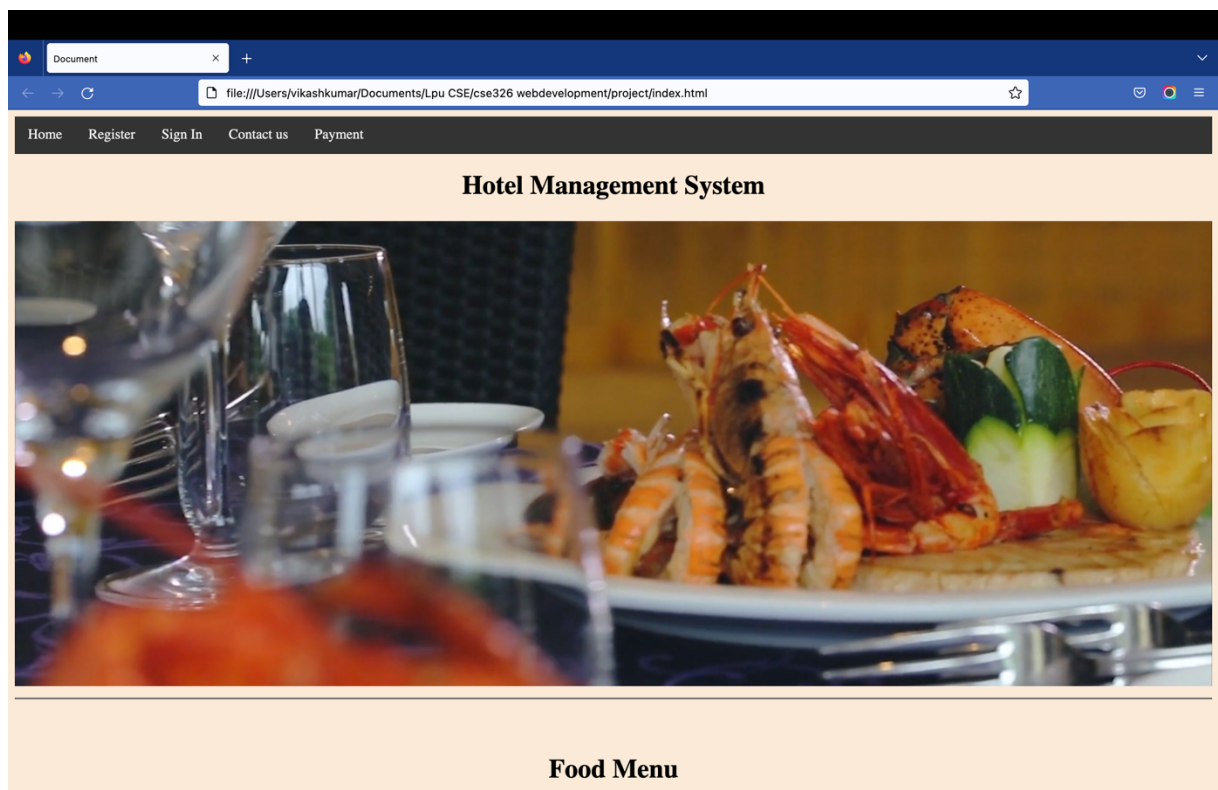 Document
file:///Users/vikashkumar/Documents/Lpu CSE/cse326 webdevelopment/project/index.html
Home Register Sign In Contact us Payment
Hotel Management System
Food Menu